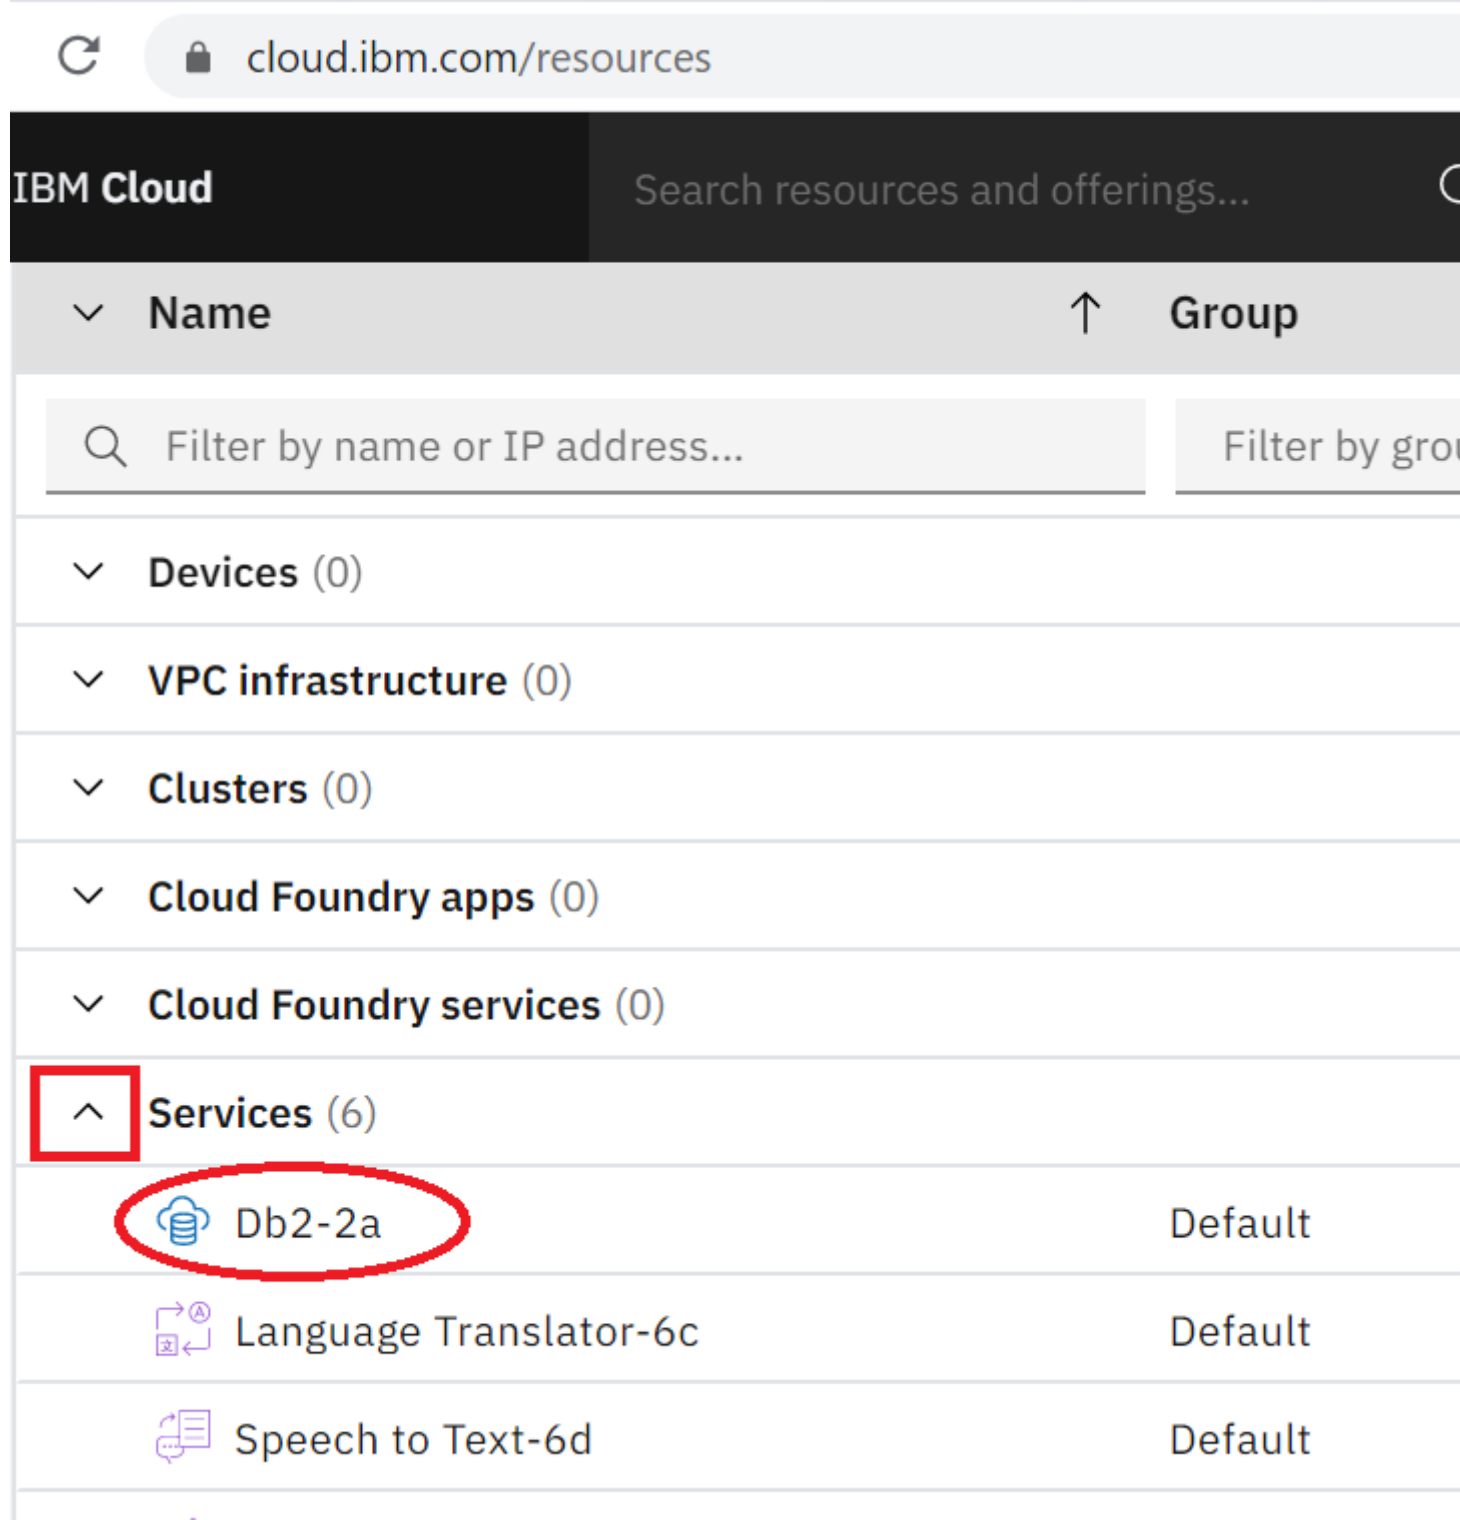 cloud.ibm.com/resources
IBM Cloud
Search resources and offerings...
Name
Group
Filter by name or IP address...
Filter by grou
Devices (0)
VPC infrastructure (0)
Clusters (0)
Cloud Foundry apps (0)
Cloud Foundry services (0)
Services (6)
Db2-2a Default
Language Translator-6c Default
Speech to Text-6d Default